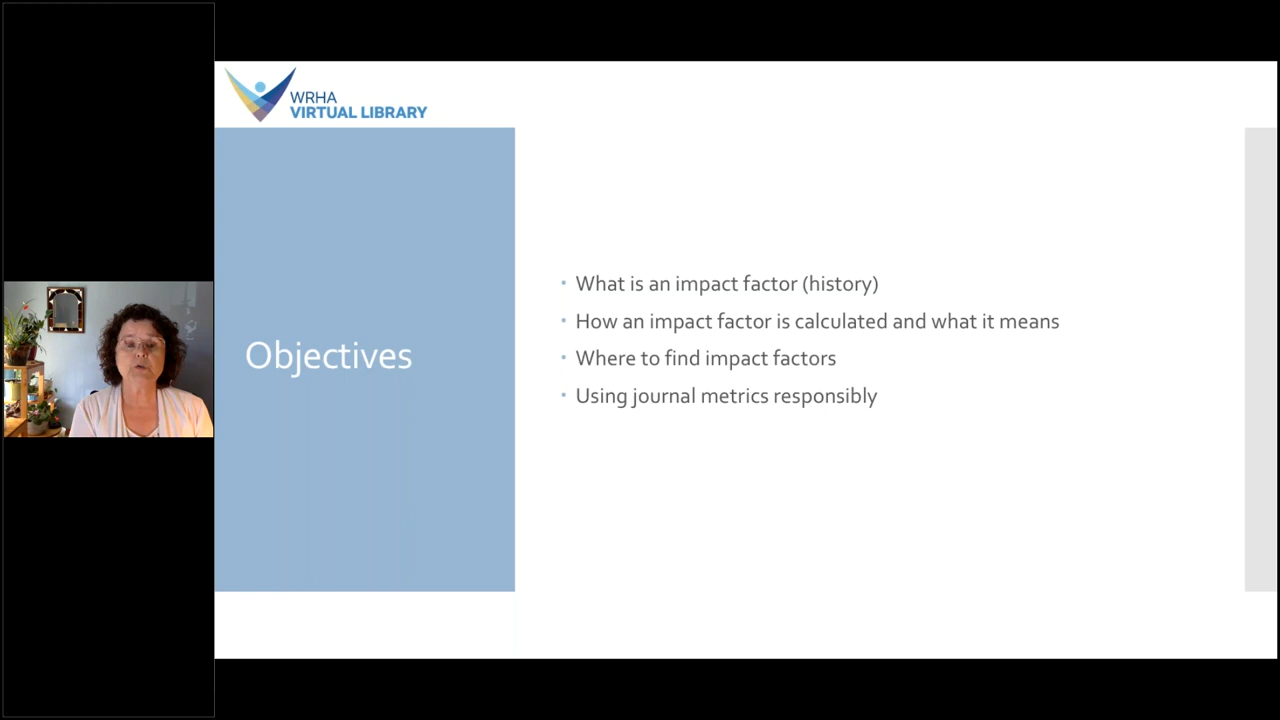 WRHA
VIRTUAL LIBRARY
Objectives
• What is an impact factor (history)
• How an impact factor is calculated and what it means
• Where to find impact factors
• Using journal metrics responsibly